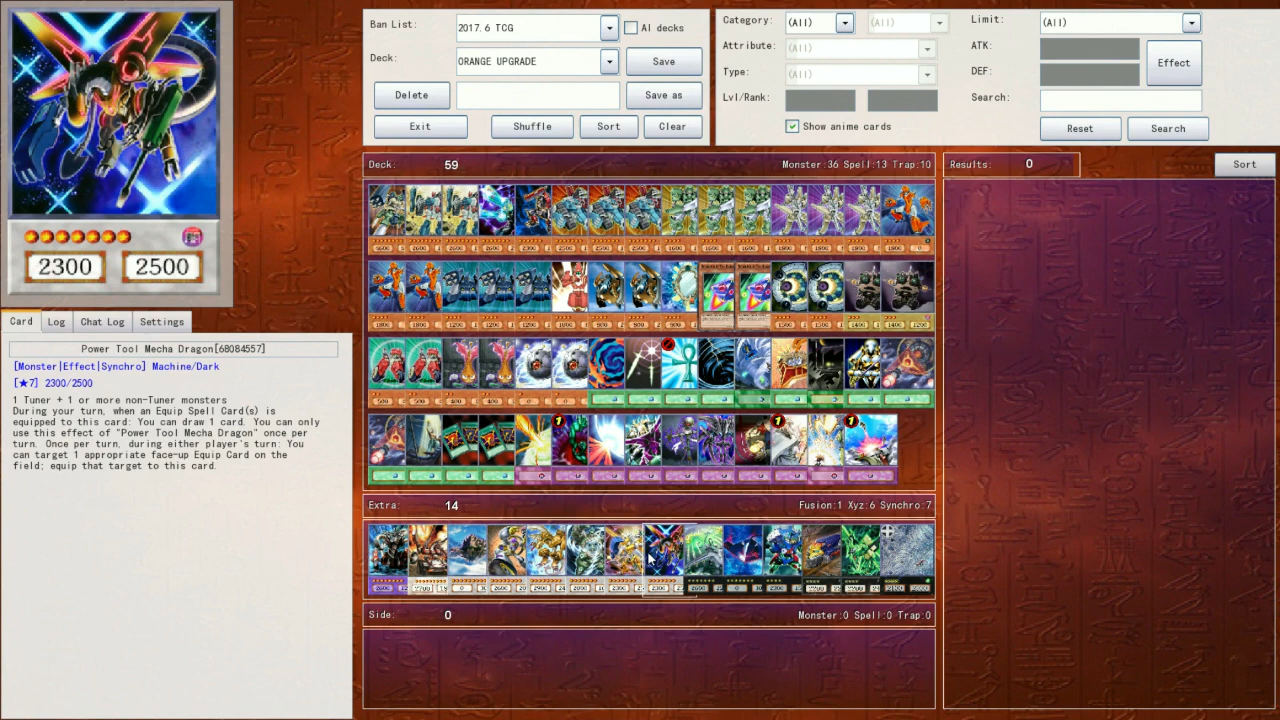 2300 2500
Card Log Chat Log Settings
Power Tool Mecha Dragon[68084557]
[Monster|Effect|Synchro] Machine/Dark
[★7] 2300/2500
1 Tuner + 1 or more non-Tuner monsters
During your turn, when an Equip Spell Card(s) is
equipped to this card: You can draw 1 card. You can only
use this effect of "Power Tool Mecha Dragon" once per
turn. Once per turn, during either player's turn: You
can target 1 appropriate face-up Equip Card on the
field; equip that target to this card.
Ban List: 2017.6 TCG AI decks
Deck: ORANGE UPGRADE Save
Delete Save as
Exit Shuffle Sort Clear
Category: (All) (All) Limit: (All)
Attribute: (All) ATK:
Type: (All) DEF: Effect
Lvl/Rank: Search:
Show anime cards Reset Search
Deck: 59 Monster:36 Spell:13 Trap:10
Results: 0 Sort
1 1 1
Extra: 14 Fusion:1 Xyz:6 Synchro:7
Side: 0 Monster:0 Spell:0 Trap:0